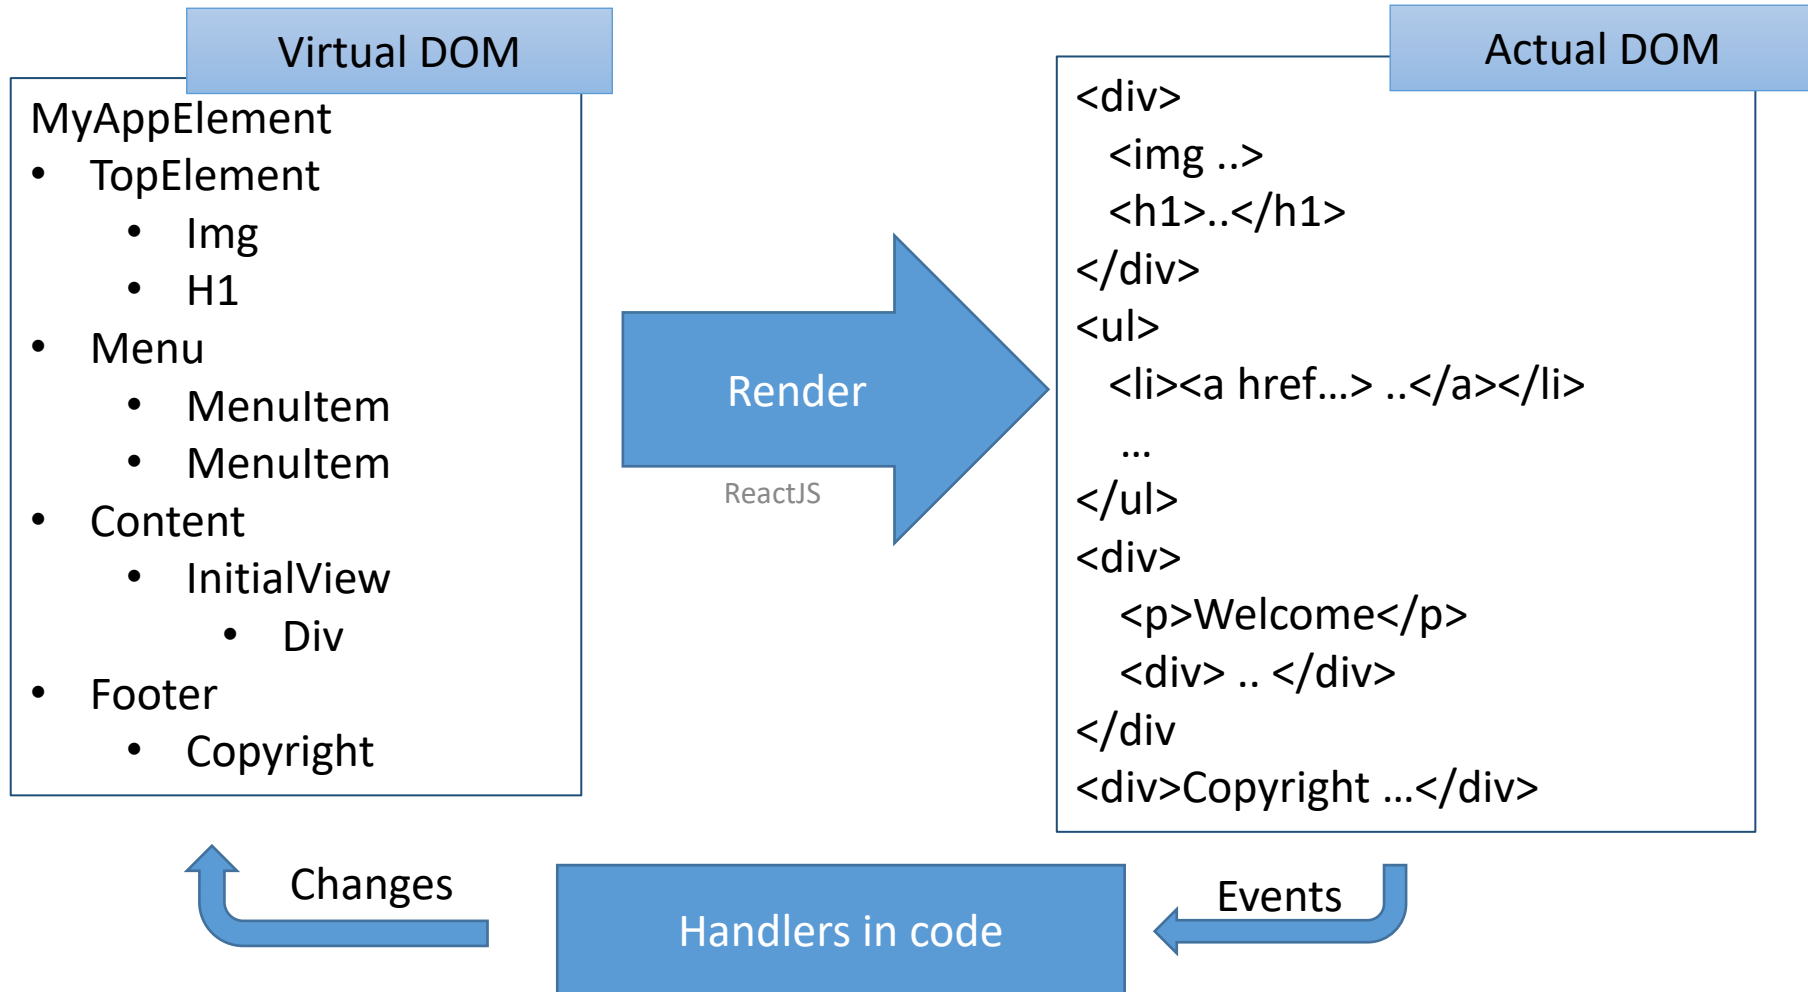 Virtual DOM
MyAppElement
• TopElement
• Img
• H1
• Menu
• MenuItem
• MenuItem
• Content
• InitialView
• Div
• Footer
• Copyright
Render
ReactJS
Actual DOM
<div>
<img ..>
<h1>..</h1>
</div>
<ul>
<li><a href…> ..</a></li>
…
</ul>
<div>
<p>Welcome</p>
<div> .. </div>
</div
<div>Copyright …</div>
Changes
Handlers in code
Events